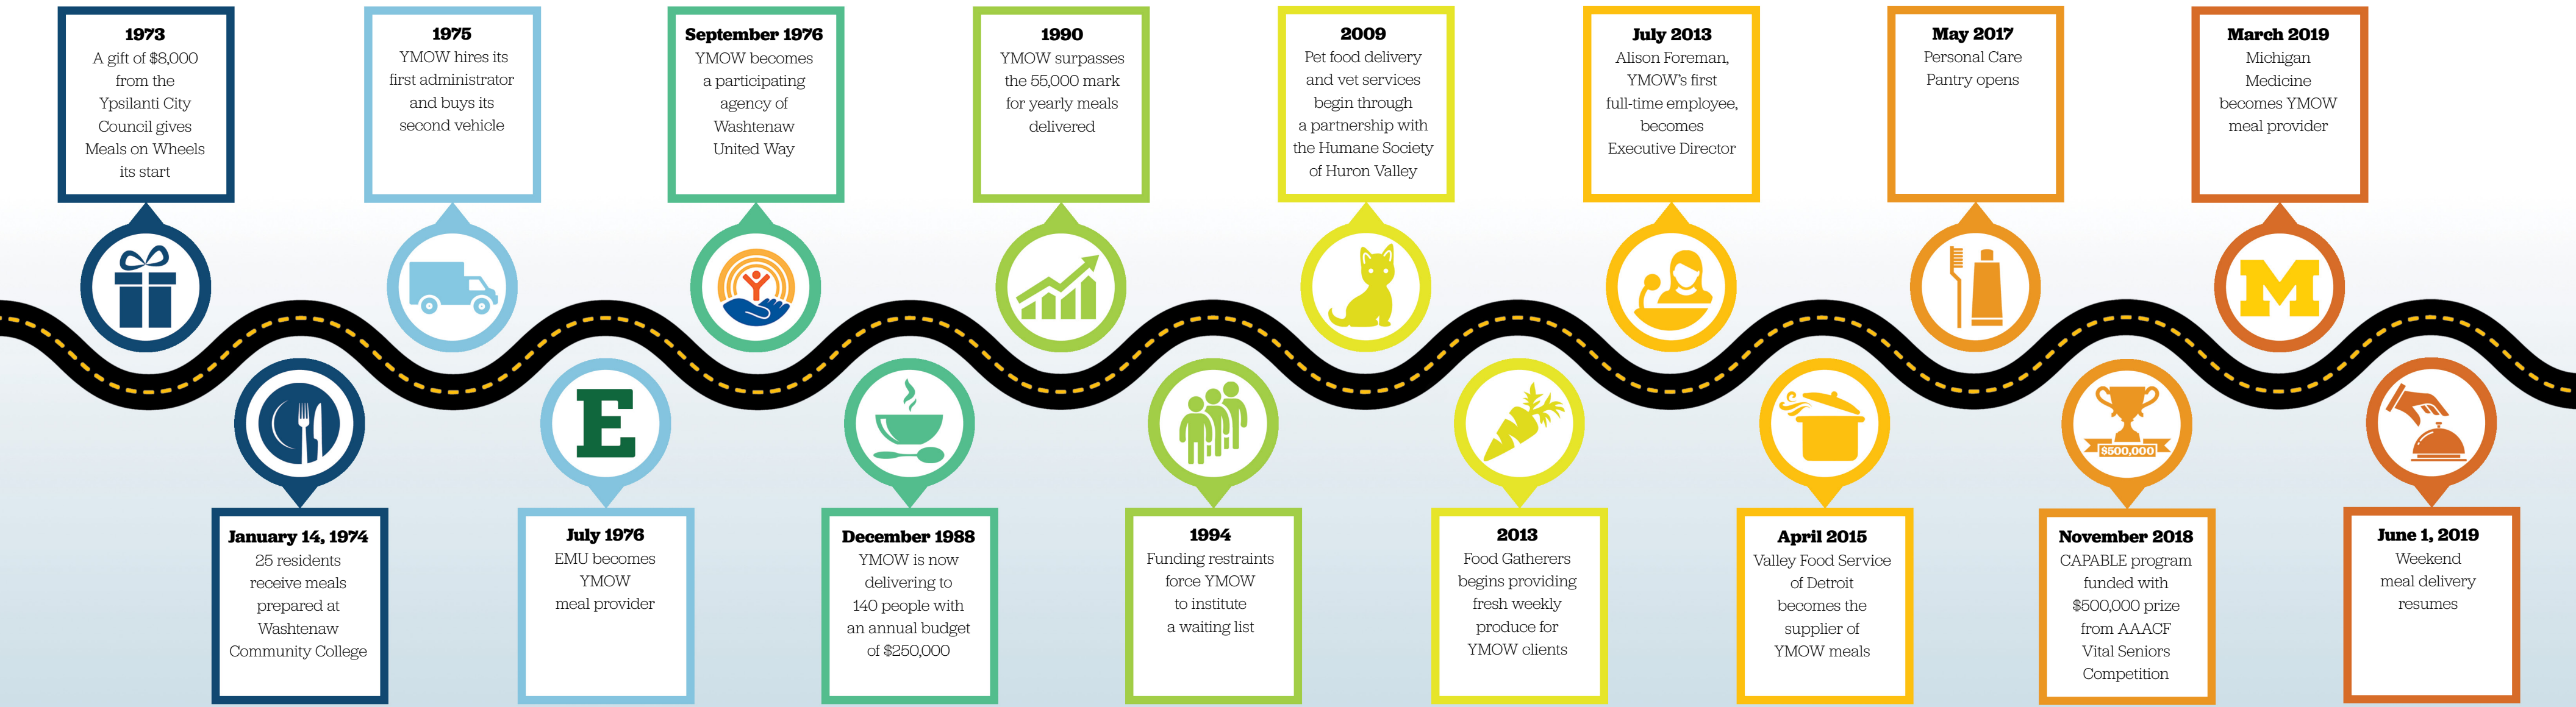 1973
A gift of $8,000
from the
Ypsilanti City
Council gives
Meals on Wheels
its start
January 14, 1974
25 residents
receive meals
prepared at
Washtenaw
Community College
1975
YMOW hires its
first administrator
and buys its
second vehicle
E
July 1976
EMU becomes
YMOW
meal provider
September 1976
YMOW becomes
a participating
agency of
Washtenaw
United Way
December 1988
YMOW is now
delivering to
140 people with
an annual budget
of $250,000
1990
YMOW surpasses
the 55,000 mark
for yearly meals
delivered
1994
Funding restraints
force YMOW
to institute
a waiting list
2009
Pet food delivery
and vet services
begin through
a partnership with
the Humane Society
of Huron Valley
2013
Food Gatherers
begins providing
fresh weekly
produce for
YMOW clients
July 2013
Alison Foreman,
YMOW's first
full-time employee,
becomes
Executive Director
April 2015
Valley Food Service
of Detroit
becomes the
supplier of
YMOW meals
May 2017
Personal Care
Pantry opens
$500,000
November 2018
CAPABLE program
funded with
$500,000 prize
from AAACF
Vital Seniors
Competition
March 2019
Michigan
Medicine
becomes YMOW
meal provider
M
June 1, 2019
Weekend
meal delivery
resumes